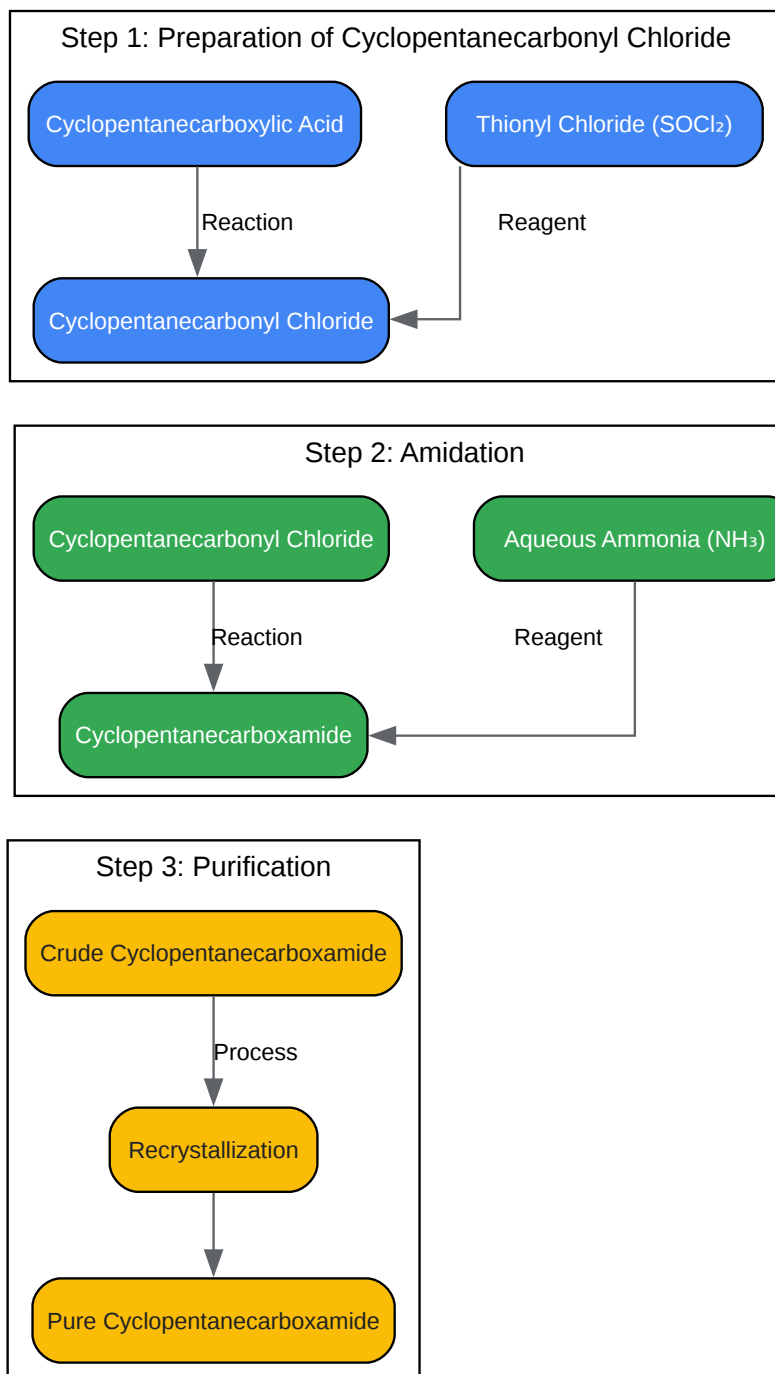 Step 1: Preparation of Cyclopentanecarbonyl Chloride
Cyclopentanecarboxylic Acid
Thionyl Chloride (SOCl₂)
Reaction
Reagent
Cyclopentanecarbonyl Chloride
Step 2: Amidation
Cyclopentanecarbonyl Chloride
Aqueous Ammonia (NH₃)
Reaction
Reagent
Cyclopentanecarboxamide
Step 3: Purification
Crude Cyclopentanecarboxamide
Process
Recrystallization
Pure Cyclopentanecarboxamide